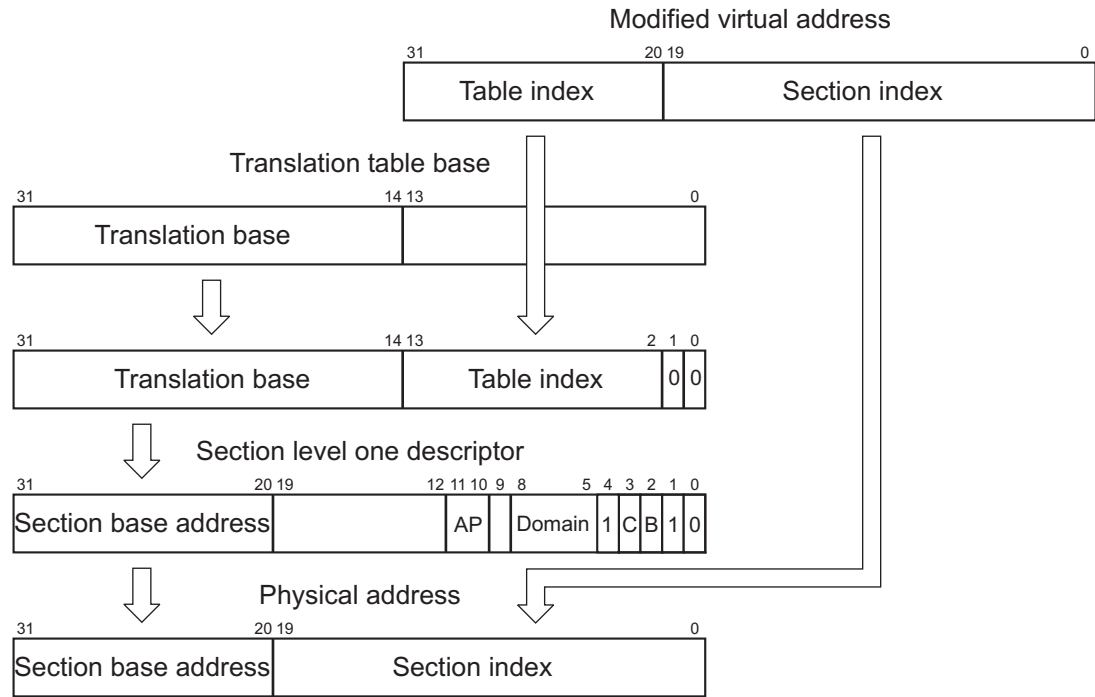 Modified virtual address
31 20 19 0
Table index Section index
Translation table base
31 14 13 0
Translation base
31 14 13 2 1 0
Translation base Table index 0 0
Section level one descriptor
31 20 19 12 11 10 9 8 5 4 3 2 1 0
Section base address AP Domain 1 C B 1 0
Physical address
31 20 19 0
Section base address Section index